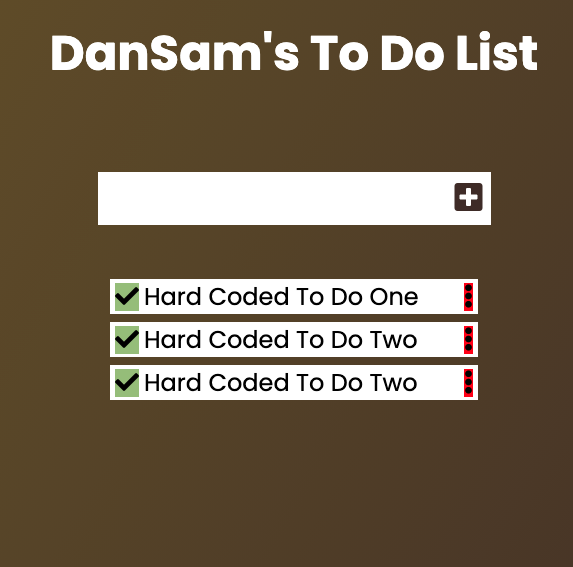 DanSam's To Do List
Hard Coded To Do One
Hard Coded To Do Two
Hard Coded To Do Two